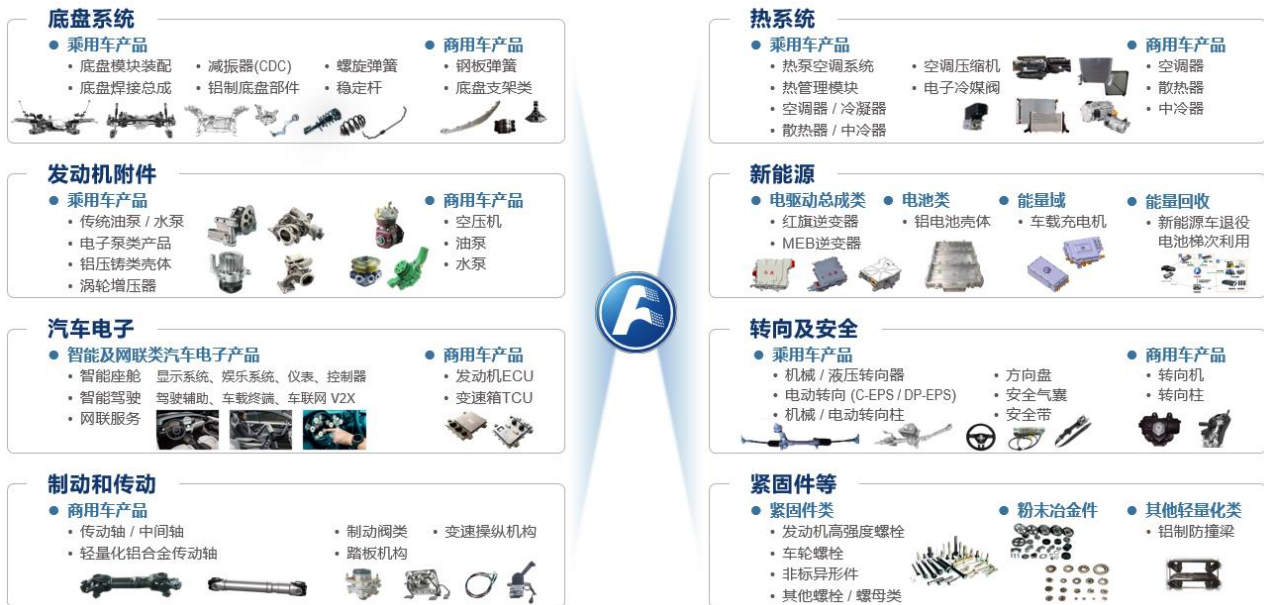 底盘系统
乘用车产品
底盘模块装配
减振器(CDC)
螺旋弹簧
底盘焊接总成
铝制底盘部件
稳定杆
商用车产品
钢板弹簧
底盘支架类
发动机附件
乘用车产品
传统油泵 / 水泵
电子泵类产品
铝压铸类壳体
涡轮增压器
商用车产品
空压机
油泵
水泵
汽车电子
智能及网联类汽车电子产品
智能座舱 显示系统、娱乐系统、仪表、控制器
智能驾驶 驾驶辅助、车载终端、车联网 V2X
网联服务
商用车产品
发动机ECU
变速箱TCU
制动和传动
商用车产品
传动轴 / 中间轴
制动阀类
变速操纵机构
轻量化铝合金传动轴
踏板机构
热系统
乘用车产品
热泵空调系统
空调压缩机
热管理模块
电子冷媒阀
空调器 / 冷凝器
散热器 / 中冷器
商用车产品
空调器
散热器
中冷器
新能源
电驱动总成类
红旗逆变器
MEB逆变器
电池类
铝电池壳体
能量域
车载充电机
能量回收
新能源车退役
电池梯次利用
转向及安全
乘用车产品
机械 / 液压转向器
方向盘
电动转向 (C-EPS / DP-EPS)
安全气囊
机械 / 电动转向柱
安全带
商用车产品
转向机
转向柱
紧固件等
紧固件类
发动机高强度螺栓
车轮螺栓
非标异形件
其他螺栓 / 螺母类
粉末冶金件
其他轻量化类
铝制防撞梁